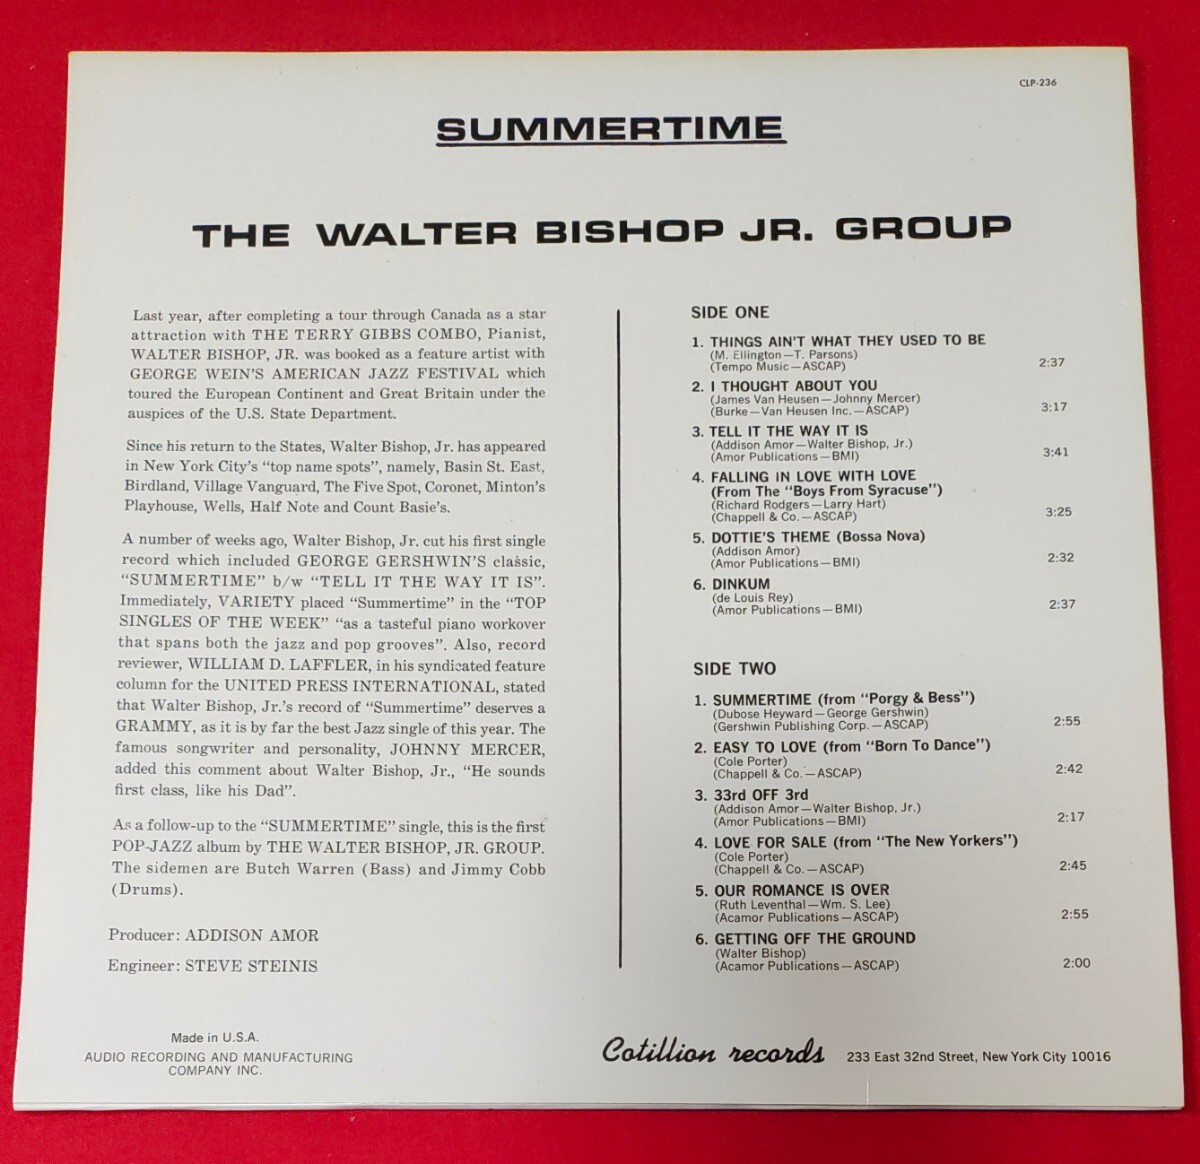 CLP-236
SUMMERTIME
THE WALTER BISHOP JR. GROUP
Last year, after completing a tour through Canada as a star
attraction with THE TERRY GIBBS COMBO, Pianist,
WALTER BISHOP, JR. was booked as a feature artist with
GEORGE WEIN'S AMERICAN JAZZ FESTIVAL which
toured the European Continent and Great Britain under the
auspices of the U.S. State Department.
Since his return to the States, Walter Bishop, Jr. has appeared
in New York City's “top name spots”, namely, Basin St. East,
Birdland, Village Vanguard, The Five Spot, Coronet, Minton's
Playhouse, Wells, Half Note and Count Basie's.
A number of weeks ago, Walter Bishop, Jr. cut his first single
record which included GEORGE GERSHWIN'S classic,
“SUMMERTIME” b/w “TELL IT THE WAY IT IS”.
Immediately, VARIETY placed “Summertime” in the “TOP
SINGLES OF THE WEEK” “as a tasteful piano workover
that spans both the jazz and pop grooves”. Also, record
reviewer, WILLIAM D. LAFFLER, in his syndicated feature
column for the UNITED PRESS INTERNATIONAL, stated
that Walter Bishop, Jr.'s record of “Summertime” deserves a
GRAMMY, as it is by far the best Jazz single of this year. The
famous songwriter and personality, JOHNNY MERCER,
added this comment about Walter Bishop, Jr., “He sounds
first class, like his Dad”.
As a follow-up to the “SUMMERTIME” single, this is the first
POP-JAZZ album by THE WALTER BISHOP, JR. GROUP.
The sidemen are Butch Warren (Bass) and Jimmy Cobb
(Drums).
Producer: ADDISON AMOR
Engineer: STEVE STEINIS
SIDE ONE
1. THINGS AIN'T WHAT THEY USED TO BE
(M. Ellington—T. Parsons)
(Tempo Music—ASCAP) 2:37
2. I THOUGHT ABOUT YOU
(James Van Heusen—Johnny Mercer)
(Burke—Van Heusen Inc.—ASCAP) 3:17
3. TELL IT THE WAY IT IS
(Addison Amor—Walter Bishop, Jr.)
(Amor Publications—BMI) 3:41
4. FALLING IN LOVE WITH LOVE
(From The “Boys From Syracuse”)
(Richard Rodgers—Larry Hart)
(Chappell & Co.—ASCAP) 3:25
5. DOTTIE'S THEME (Bossa Nova)
(Addison Amor)
(Amor Publications—BMI) 2:32
6. DINKUM
(de Louis Rey)
(Amor Publications—BMI) 2:37
SIDE TWO
1. SUMMERTIME (from “Porgy & Bess”)
(Dubose Heyward—George Gershwin)
(Gershwin Publishing Corp.—ASCAP) 2:55
2. EASY TO LOVE (from “Born To Dance”)
(Cole Porter)
(Chappell & Co.—ASCAP) 2:42
3. 33rd OFF 3rd
(Addison Amor—Walter Bishop, Jr.)
(Amor Publications—BMI) 2:17
4. LOVE FOR SALE (from “The New Yorkers”)
(Cole Porter)
(Chappell & Co.—ASCAP) 2:45
5. OUR ROMANCE IS OVER
(Ruth Leventhal—Wm. S. Lee)
(Acamor Publications—ASCAP) 2:55
6. GETTING OFF THE GROUND
(Walter Bishop)
(Acamor Publications—ASCAP) 2:00
Made in U.S.A.
AUDIO RECORDING AND MANUFACTURING
COMPANY INC.
Cotillion records 233 East 32nd Street, New York City 10016